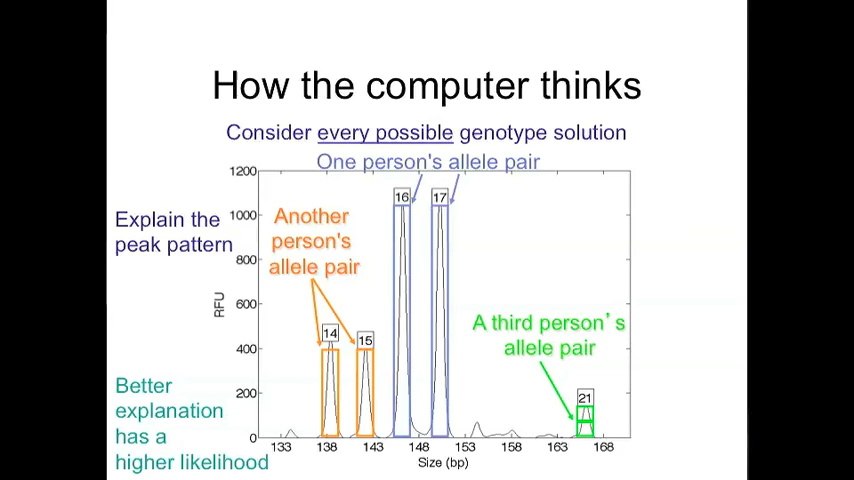 How the computer thinks
Consider every possible genotype solution
One person's allele pair
Explain the
peak pattern
Another
person's
allele pair
A third person's
allele pair
Better
explanation
has a
higher likelihood
1200
1000
800
600
400
200
0
RFU
14
15
16
17
21
133
138
143
148
153
158
163
168
Size (bp)